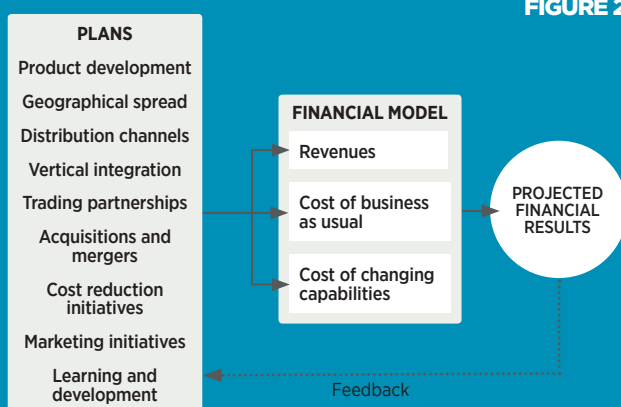 FIGURE 2
PLANS
Product development
Geographical spread
Distribution channels
Vertical integration
Trading partnerships
Acquisitions and
mergers
Cost reduction
initiatives
Marketing initiatives
Learning and
development
FINANCIAL MODEL
Revenues
Cost of business
as usual
Cost of changing
capabilities
PROJECTED
FINANCIAL
RESULTS
Feedback